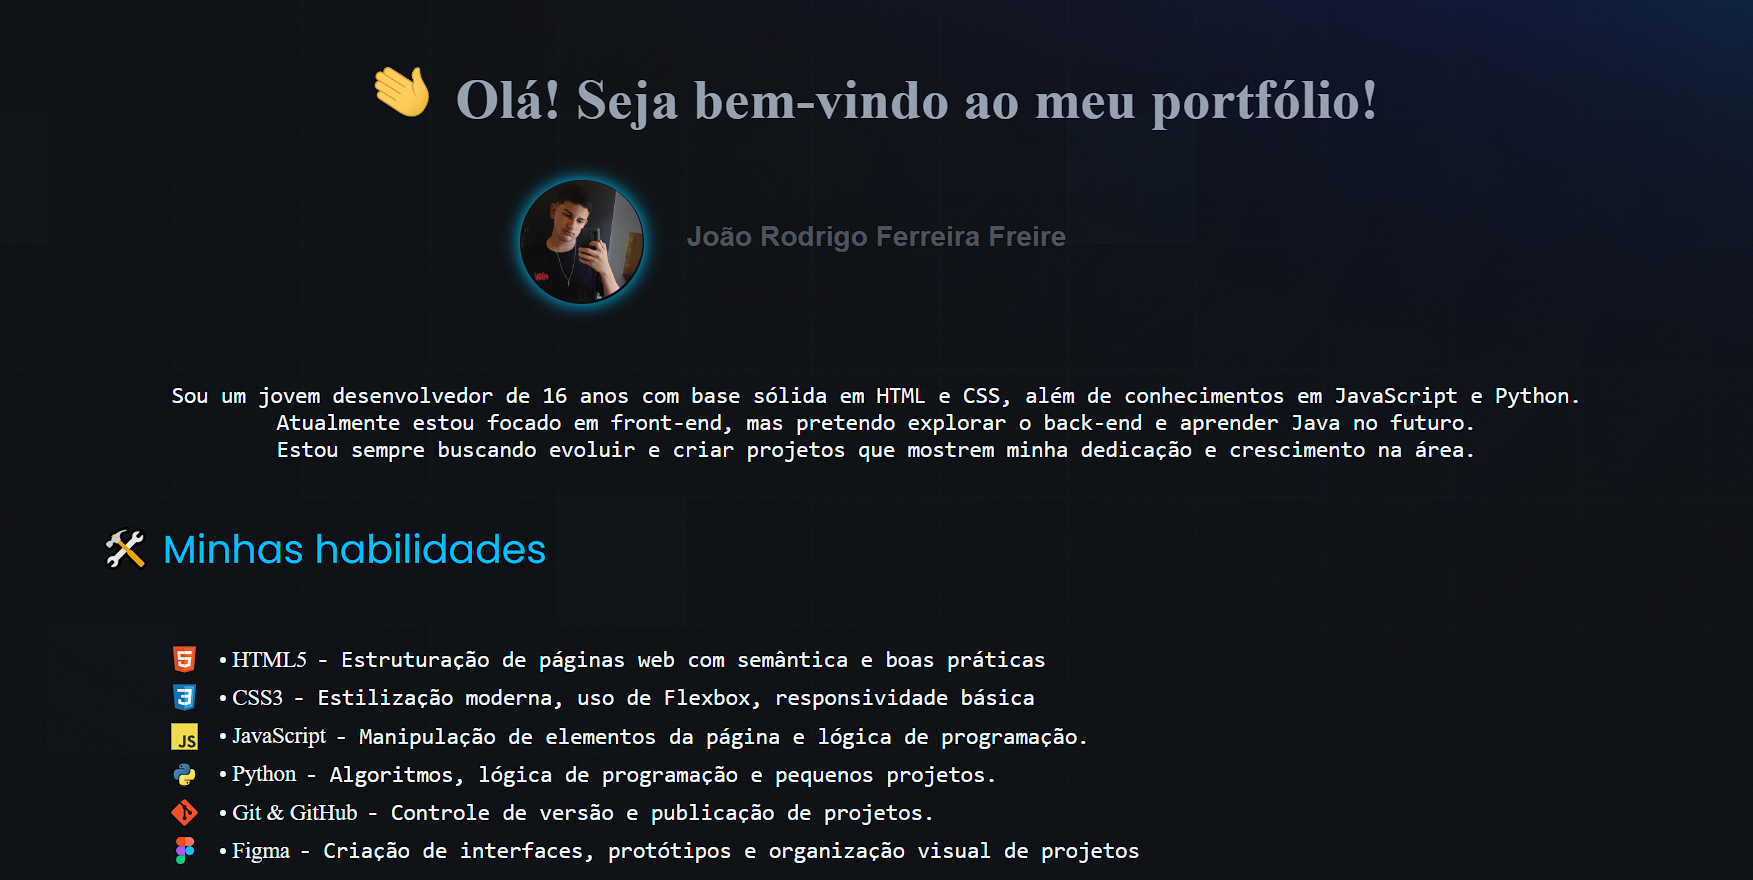 👋 Olá! Seja bem-vindo ao meu portfólio!
João Rodrigo Ferreira Freire
Sou um jovem desenvolvedor de 16 anos com base sólida em HTML e CSS, além de conhecimentos em JavaScript e Python.
Atualmente estou focado em front-end, mas pretendo explorar o back-end e aprender Java no futuro.
Estou sempre buscando evoluir e criar projetos que mostrem minha dedicação e crescimento na área.
🛠️ Minhas habilidades
• HTML5 - Estruturação de páginas web com semântica e boas práticas
• CSS3 - Estilização moderna, uso de Flexbox, responsividade básica
JS • JavaScript - Manipulação de elementos da página e lógica de programação.
• Python - Algoritmos, lógica de programação e pequenos projetos.
• Git & GitHub - Controle de versão e publicação de projetos.
• Figma - Criação de interfaces, protótipos e organização visual de projetos